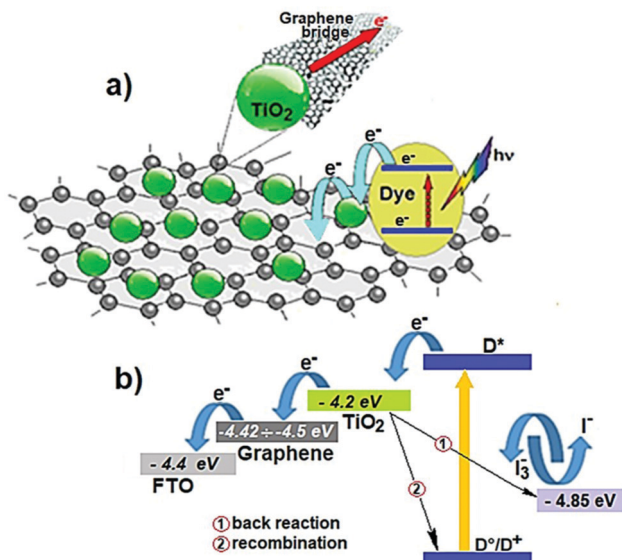 Graphene
bridge
e-
a)
TiO2
e-
e-
e-
hν
Dye
e-
e-
D*
b)
e-
- 4.2 eV
e-
-4.42÷-4.5 eV
TiO2
Graphene
- 4.4 eV
FTO
1
I-
I3-
2
- 4.85 eV
1 back reaction
2 recombination
D°/D+